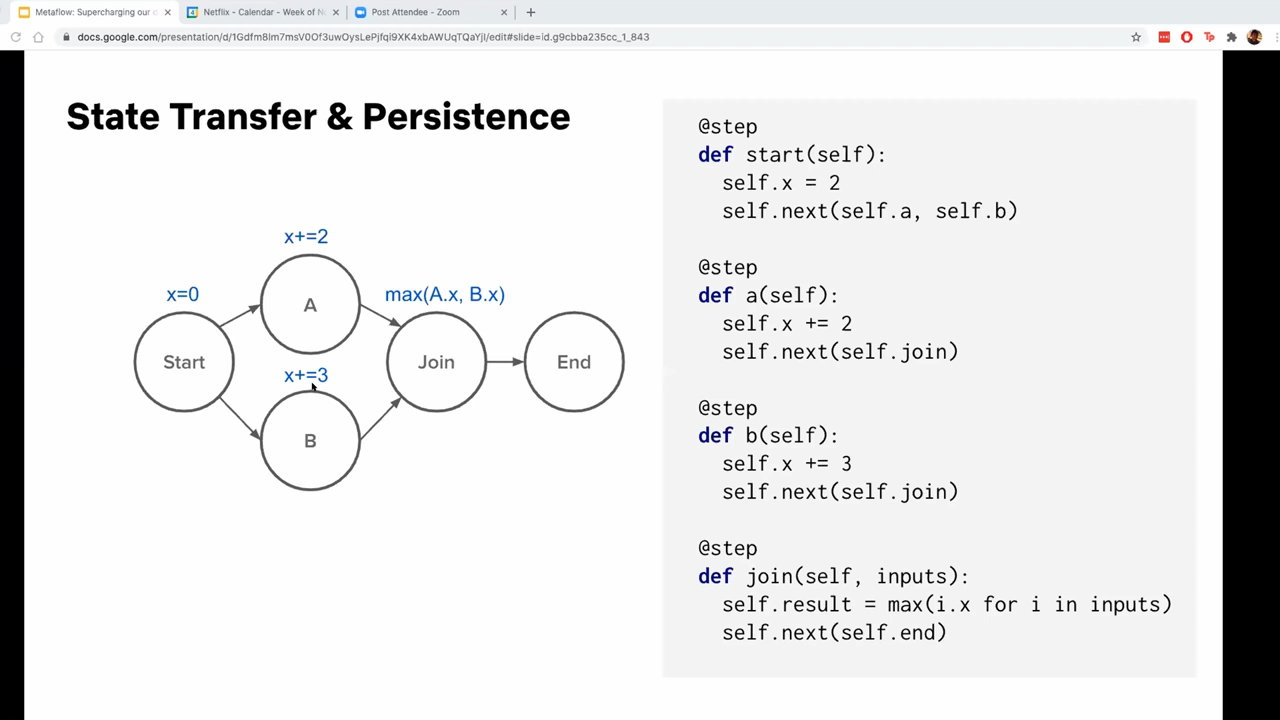 Metaflow: Supercharging our
Netflix - Calendar - Week of
Post Attendee - Zoom
docs.google.com/presentation/d/1Gdfm8lm7msV0Of3uwOysLePjfqi9XK4xbAWUqTQaYjI/edit#slide=id.g9cbba235cc_1_843
State Transfer & Persistence
x=0
x+=2
x+=3
max(A.x, B.x)
Start
A
B
Join
End
@step
def start(self):
self.x = 2
self.next(self.a, self.b)
@step
def a(self):
self.x += 2
self.next(self.join)
@step
def b(self):
self.x += 3
self.next(self.join)
@step
def join(self, inputs):
self.result = max(i.x for i in inputs)
self.next(self.end)